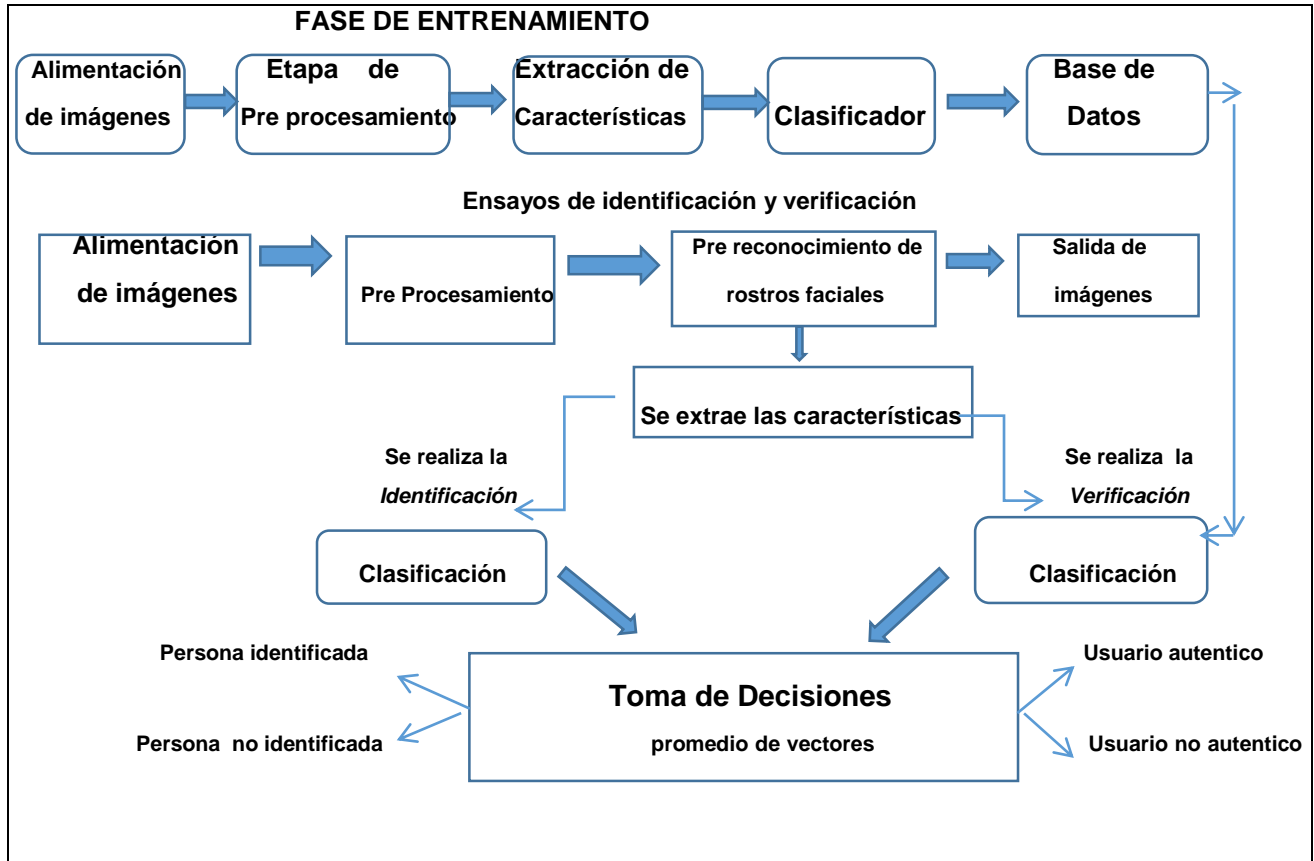 FASE DE ENTRENAMIENTO
Alimentación
de imágenes
Etapa de
Pre procesamiento
Extracción de
Características
Clasificador
Base de
Datos
Ensayos de identificación y verificación
Alimentación
de imágenes
Pre Procesamiento
Pre reconocimiento de
rostros faciales
Salida de
imágenes
Se extrae las características
Se realiza la
Identificación
Se realiza la
Verificación
Clasificación
Clasificación
Persona identificada
Persona no identificada
Toma de Decisiones
promedio de vectores
Usuario autentico
Usuario no autentico